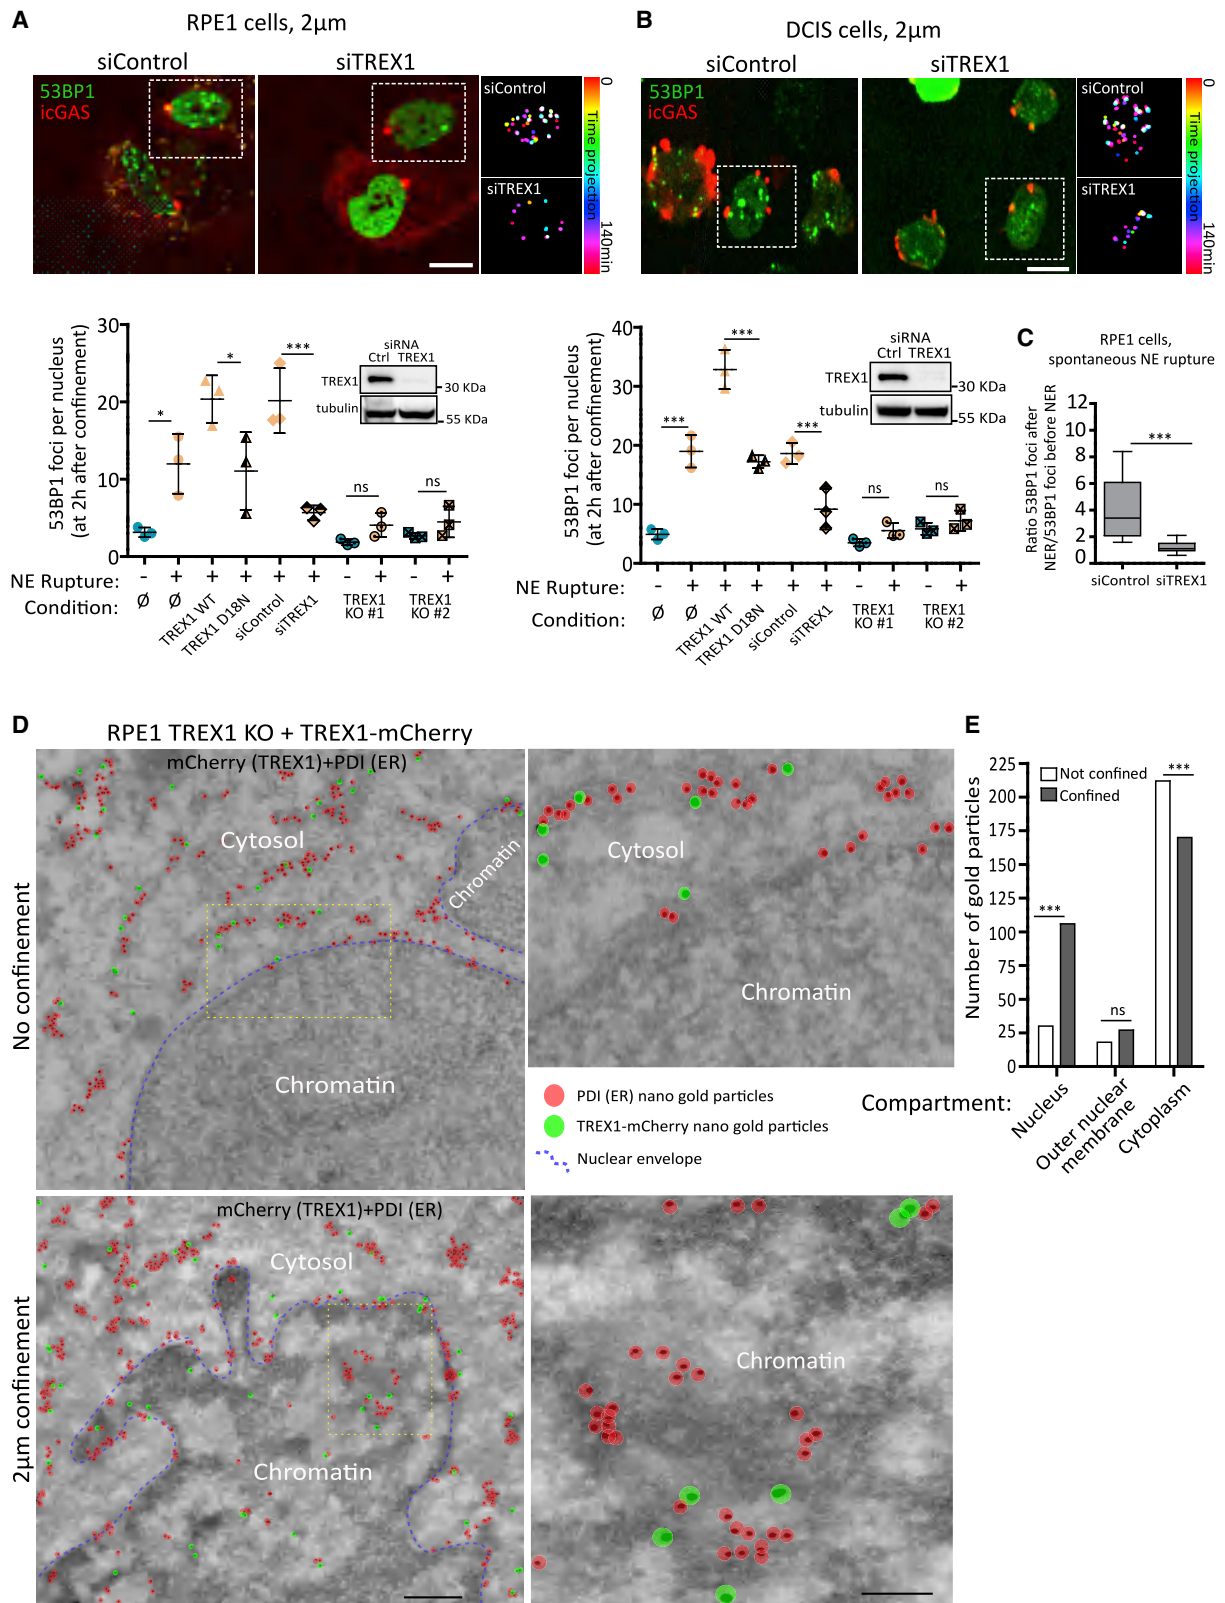 A
RPE1 cells, 2µm
siControl
siTREX1
53BP1
icGAS
siControl
siTREX1
0
Time projection
140min
30
20
10
0
53BP1 foci per nucleus
(at 2h after confinement)
*
*
***
ns
ns
siRNA
Ctrl TREX1
TREX1
30 KDa
tubulin
55 KDa
NE Rupture: - + + + + + - + - +
Condition: Ø Ø TREX1 WT TREX1 D18N siControl siTREX1 TREX1 KO #1 TREX1 KO #2
B
DCIS cells, 2µm
siControl
siTREX1
53BP1
icGAS
siControl
siTREX1
0
Time projection
140min
40
30
20
10
0
53BP1 foci per nucleus
(at 2h after confinement)
***
***
***
ns
ns
siRNA
Ctrl TREX1
TREX1
30 KDa
tubulin
55 KDa
NE Rupture: - + + + + + - + - +
Condition: Ø Ø TREX1 WT TREX1 D18N siControl siTREX1 TREX1 KO #1 TREX1 KO #2
C
RPE1 cells,
spontaneous NE rupture
Ratio 53BP1 foci after
NER/53BP1 foci before NER
12
10
8
6
4
2
0
***
siControl siTREX1
D
RPE1 TREX1 KO + TREX1-mCherry
No confinement
mCherry (TREX1)+PDI (ER)
Cytosol
Chromatin
Chromatin
Cytosol
Chromatin
PDI (ER) nano gold particles
TREX1-mCherry nano gold particles
Nuclear envelope
2µm confinement
mCherry (TREX1)+PDI (ER)
Cytosol
Chromatin
Chromatin
E
Number of gold particles
225
200
175
150
125
100
75
50
25
0
Not confined
Confined
***
ns
***
Compartment:
Nucleus
Outer nuclear
membrane
Cytoplasm